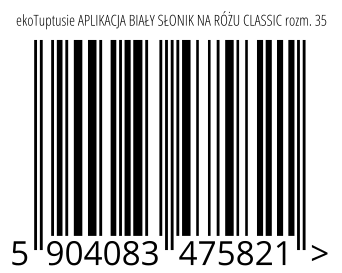 ekoTuptusie APLIKACJA BIAŁY SŁONIK NA RÓŻU CLASSIC rozm. 35
5 904083 475821 >